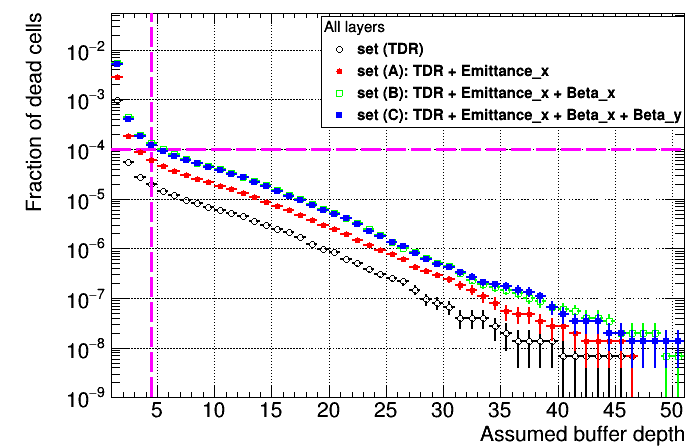 All layers
set (TDR)
set (A): TDR + Emittance_x
set (B): TDR + Emittance_x + Beta_x
set (C): TDR + Emittance_x + Beta_x + Beta_y
Fraction of dead cells
10⁻²
10⁻³
10⁻⁴
10⁻⁵
10⁻⁶
10⁻⁷
10⁻⁸
10⁻⁹
5 10 15 20 25 30 35 40 45 50
Assumed buffer depth